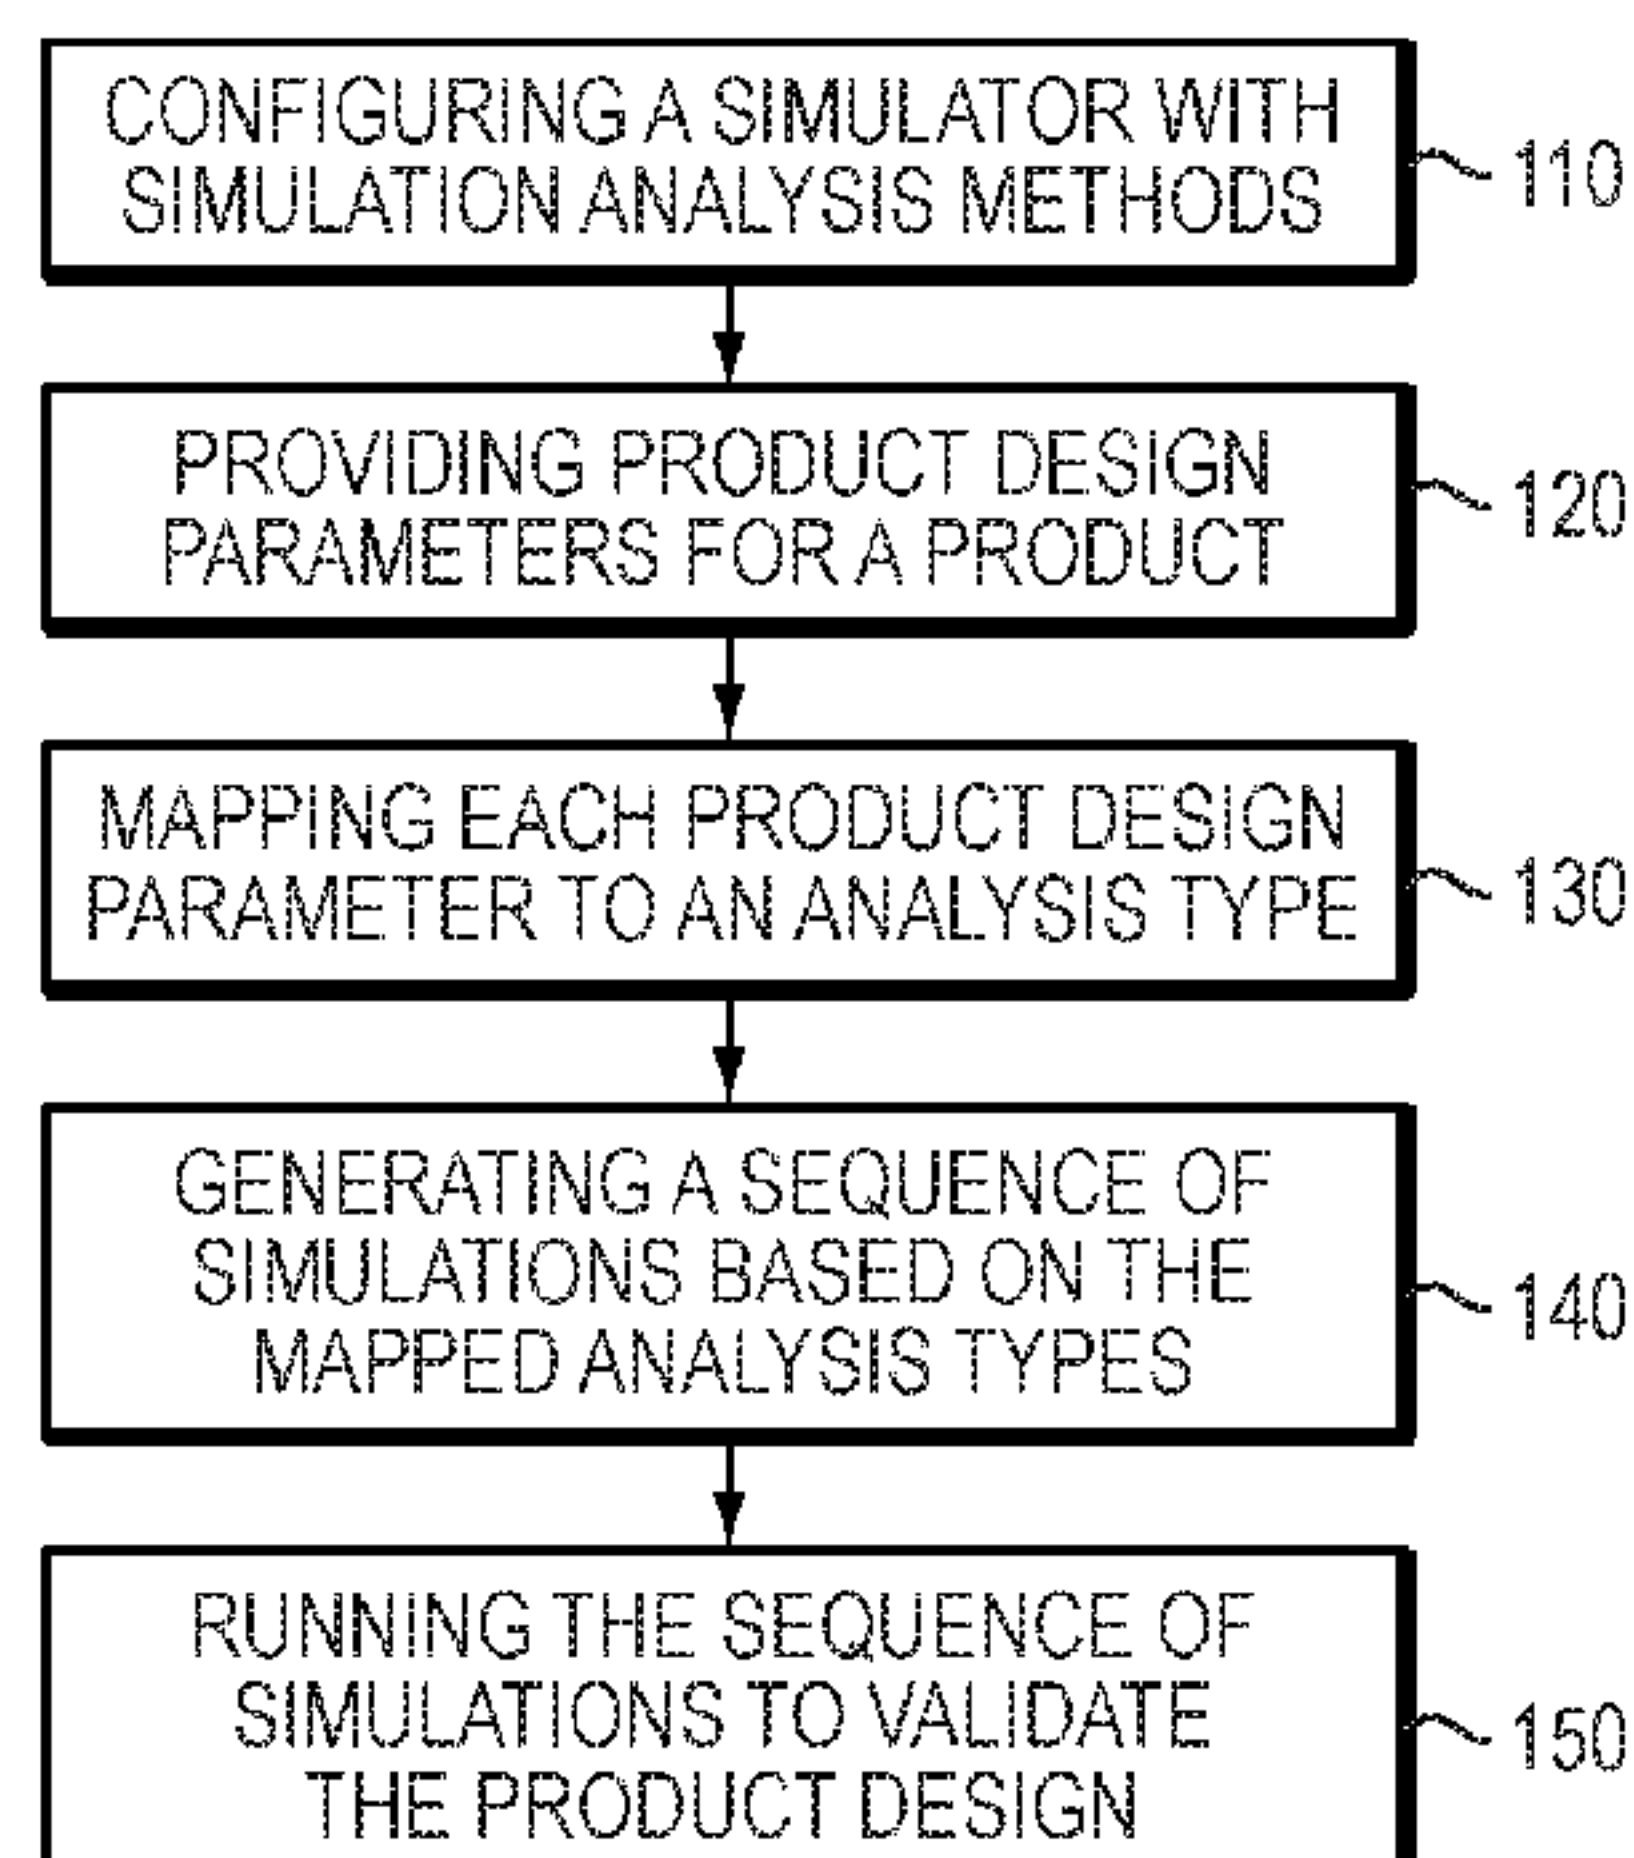 CONFIGURING A SIMULATOR WITH
SIMULATION ANALYSIS METHODS
110
PROVIDING PRODUCT DESIGN
PARAMETERS FOR A PRODUCT
120
MAPPING EACH PRODUCT DESIGN
PARAMETER TO AN ANALYSIS TYPE
130
GENERATING A SEQUENCE OF
SIMULATIONS BASED ON THE
MAPPED ANALYSIS TYPES
140
RUNNING THE SEQUENCE OF
SIMULATIONS TO VALIDATE
THE PRODUCT DESIGN
150